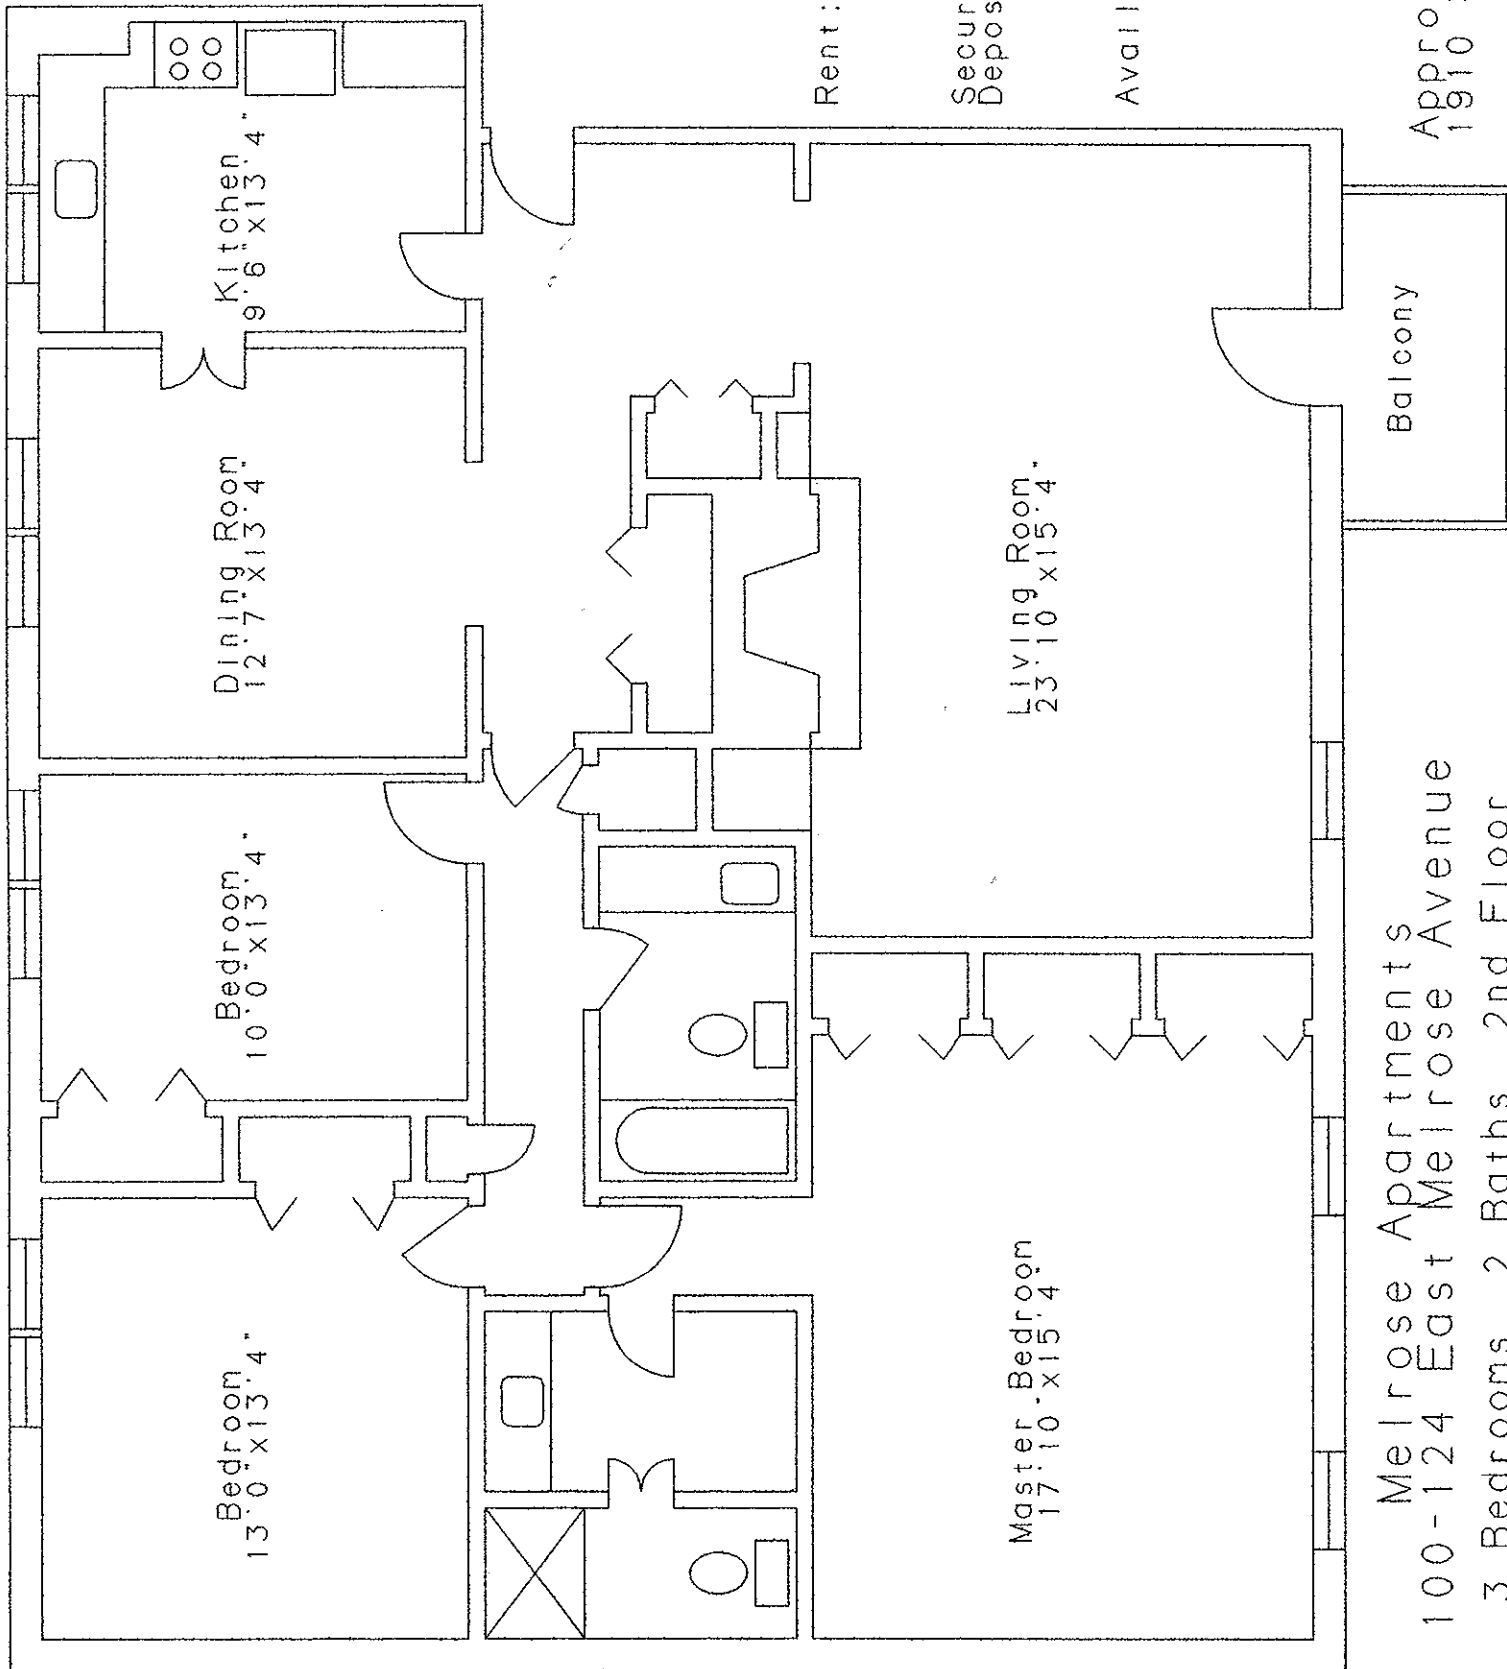 Bedroom
13'0"x13'4"
Bedroom
10'0"x13'4"
Dining Room
12'7"x13'4"
Kitchen
9'6"x13'4"
Master Bedroom
17'10"x15'4"
Living Room
23'10"x15'4"
Balcony
Rent:
Secur
Depos
Avail
Melrose Apartments
100-124 East Melrose Avenue
3 Bedrooms 2 Baths 2nd Floor
Appro
1910